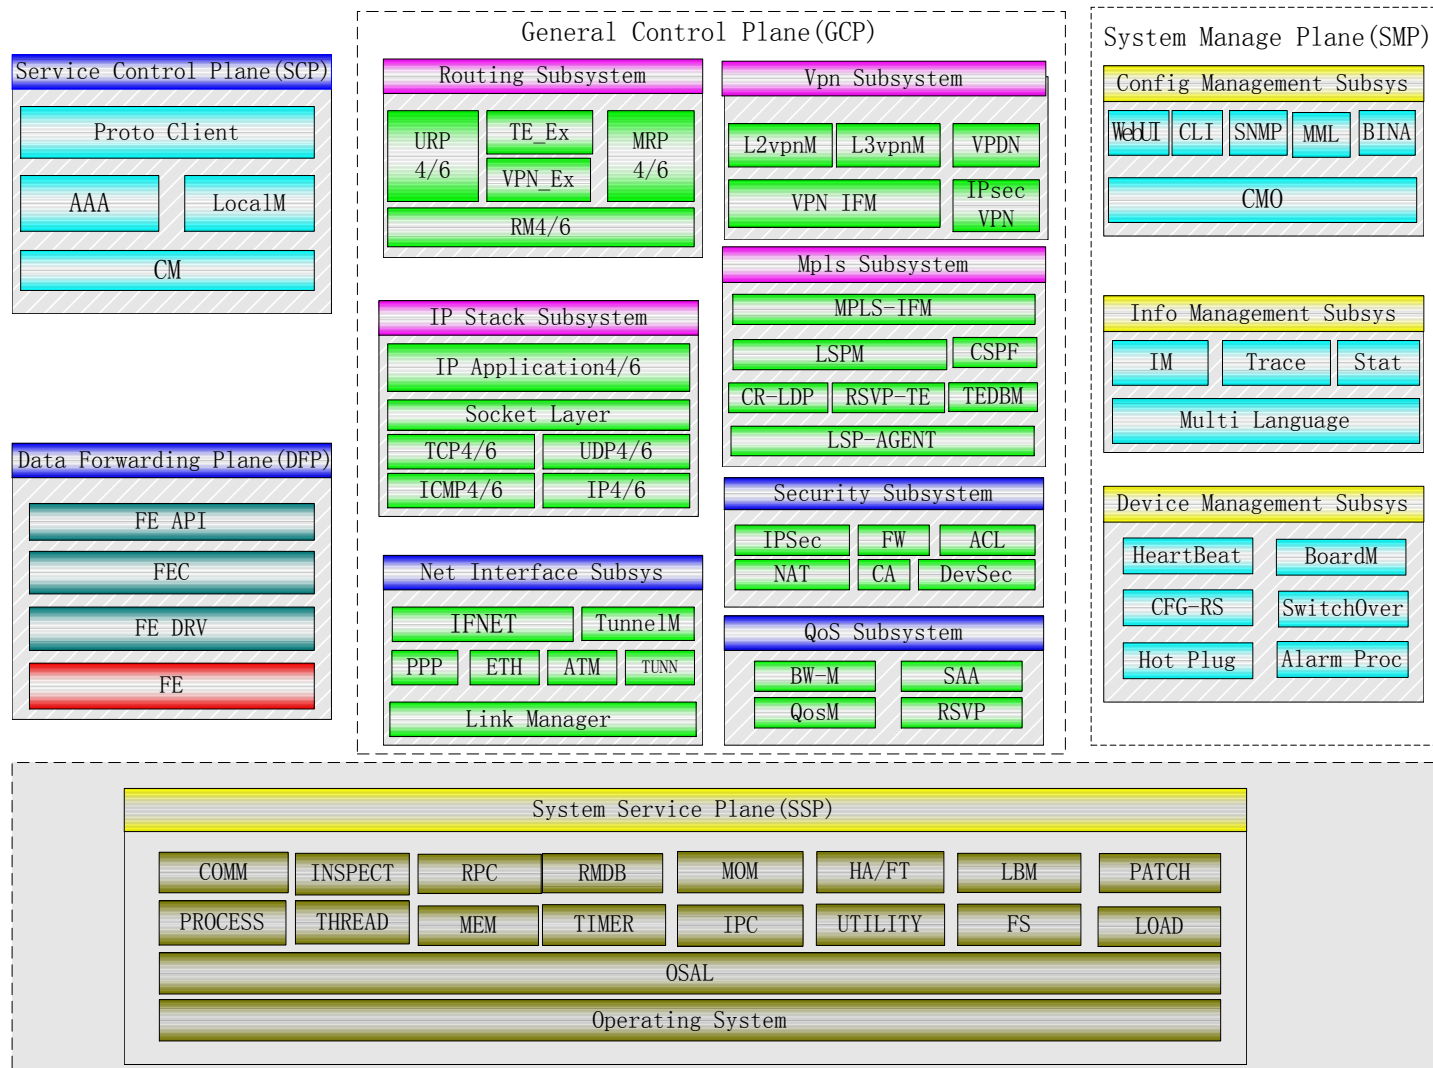 General Control Plane(GCP)
System Manage Plane(SMP)
Service Control Plane(SCP)
Proto Client
AAA
LocalM
CM
Data Forwarding Plane(DFP)
FE API
FEC
FE DRV
FE
Routing Subsystem
URP
4/6
TE_Ex
VPN_Ex
MRP
4/6
RM4/6
IP Stack Subsystem
IP Application4/6
Socket Layer
TCP4/6
UDP4/6
ICMP4/6
IP4/6
Net Interface Subsys
IFNET
TunnelM
PPP
ETH
ATM
TUNN
Link Manager
Vpn Subsystem
L2vpnM
L3vpnM
VPDN
VPN IFM
IPsec
VPN
Mpls Subsystem
MPLS-IFM
LSPM
CSPF
CR-LDP
RSVP-TE
TEDBM
LSP-AGENT
Security Subsystem
IPSec
FW
ACL
NAT
CA
DevSec
QoS Subsystem
BW-M
SAA
QosM
RSVP
Config Management Subsys
WebUI
CLI
SNMP
MML
BINA
CMO
Info Management Subsys
IM
Trace
Stat
Multi Language
Device Management Subsys
HeartBeat
BoardM
CFG-RS
SwitchOver
Hot Plug
Alarm Proc
System Service Plane(SSP)
COMM
INSPECT
RPC
RMDB
MOM
HA/FT
LBM
PATCH
PROCESS
THREAD
MEM
TIMER
IPC
UTILITY
FS
LOAD
OSAL
Operating System